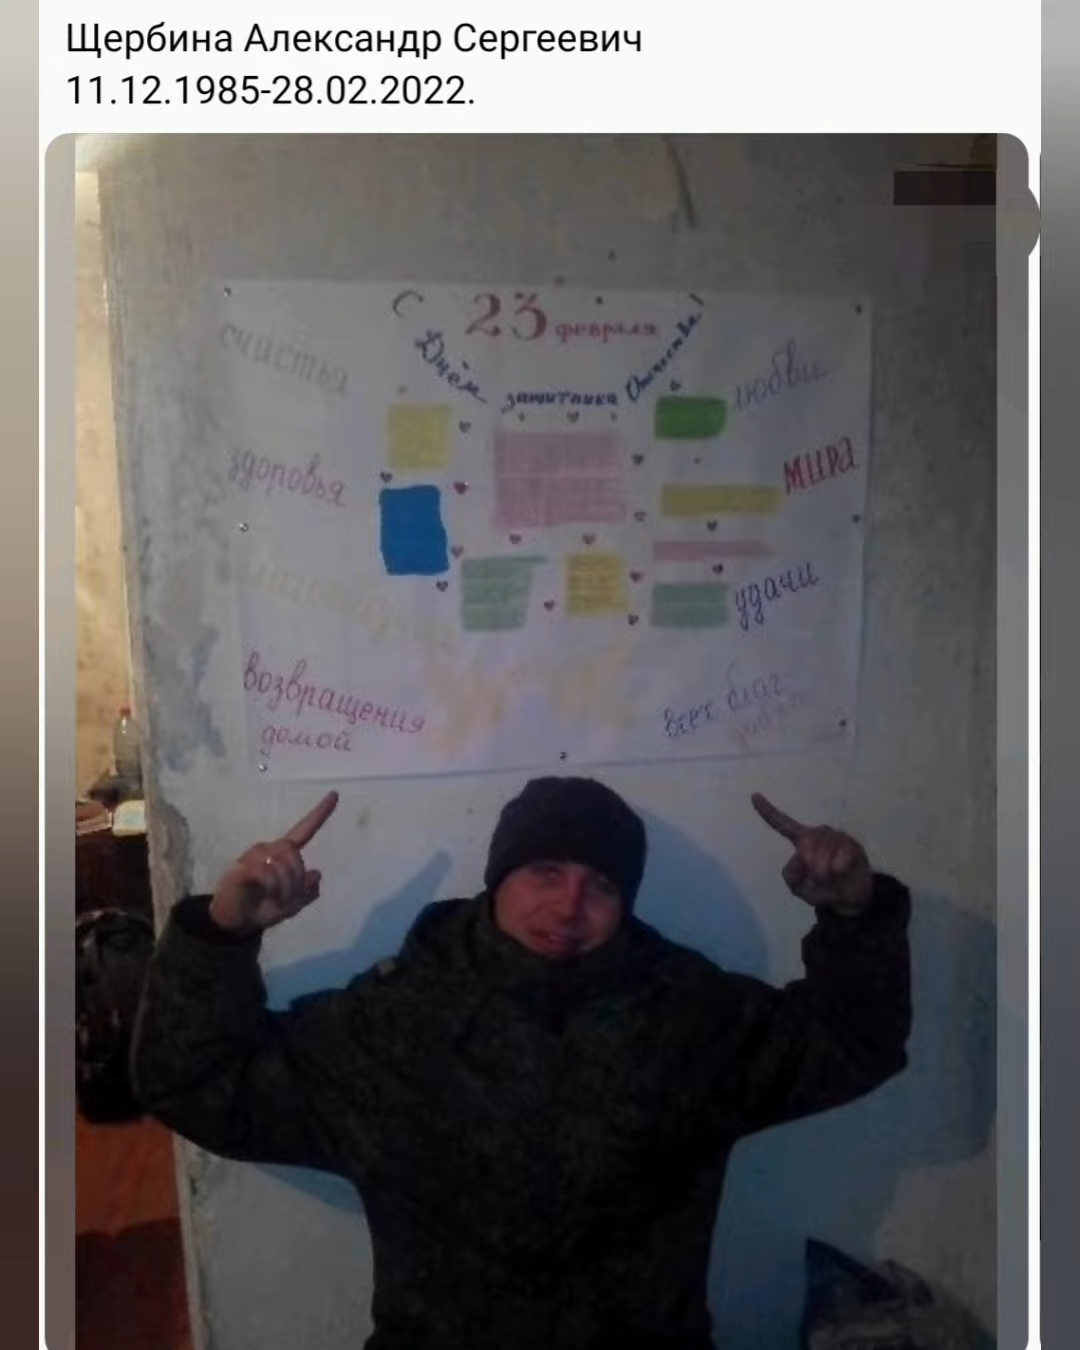 Щербина Александр Сергеевич
11.12.1985-28.02.2022.
С
23 февраля
Днём защитника Отечества!
счастья
любви
здоровья
мира
удачи
возвращения
домой
всех благ